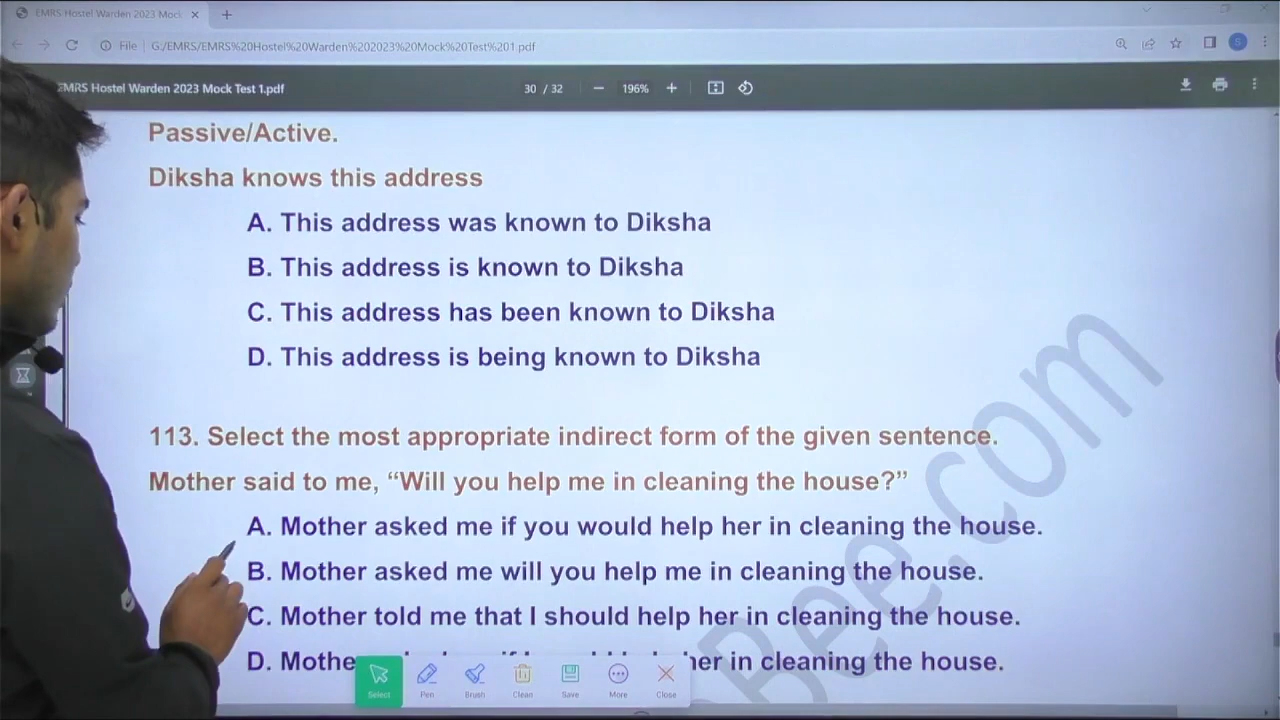 EMRS Hostel Warden 2023 Mock
File G:/EMRS/EMRS%20Hostel%20Warden%202023%20Mock%20Test%201.pdf
S
EMRS Hostel Warden 2023 Mock Test 1.pdf
30 / 32
196%
Passive/Active.
Diksha knows this address
A. This address was known to Diksha
B. This address is known to Diksha
C. This address has been known to Diksha
D. This address is being known to Diksha
113. Select the most appropriate indirect form of the given sentence.
Mother said to me, “Will you help me in cleaning the house?”
A. Mother asked me if you would help her in cleaning the house.
B. Mother asked me will you help me in cleaning the house.
C. Mother told me that I should help her in cleaning the house.
D. her in cleaning the house.
Select Pen Brush Clean Save More Close
Bee.com